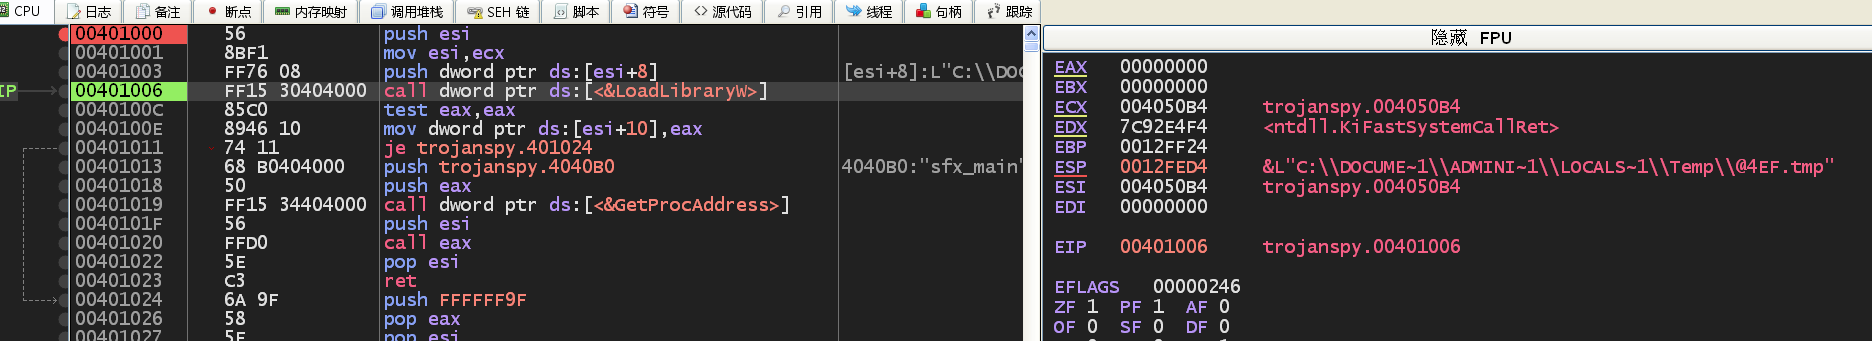 CPU 日志 备注 断点 内存映射 调用堆栈 SEH 链 脚本 符号 源代码 引用 线程 句柄 跟踪
00401000 56 push esi
00401001 8BF1 mov esi,ecx
00401003 FF76 08 push dword ptr ds:[esi+8] [esi+8]:L"C:\\DOC
IP 00401006 FF15 30404000 call dword ptr ds:[<&LoadLibraryW>]
0040100C 85C0 test eax,eax
0040100E 8946 10 mov dword ptr ds:[esi+10],eax
00401011 74 11 je trojanspy.401024
00401013 68 B0404000 push trojanspy.4040B0 4040B0:"sfx_main"
00401018 50 push eax
00401019 FF15 34404000 call dword ptr ds:[<&GetProcAddress>]
0040101F 56 push esi
00401020 FFD0 call eax
00401022 5E pop esi
00401023 C3 ret
00401024 6A 9F push FFFFFF9F
00401026 58 pop eax
00401027 5E pop esi
隐藏 FPU
EAX 00000000
EBX 00000000
ECX 004050B4 trojanspy.004050B4
EDX 7C92E4F4 <ntdll.KiFastSystemCallRet>
EBP 0012FF24
ESP 0012FED4 &L"C:\\DOCUME~1\\ADMINI~1\\LOCALS~1\\Temp\\@4EF.tmp"
ESI 004050B4 trojanspy.004050B4
EDI 00000000
EIP 00401006 trojanspy.00401006
EFLAGS 00000246
ZF 1 PF 1 AF 0
OF 0 SF 0 DF 0